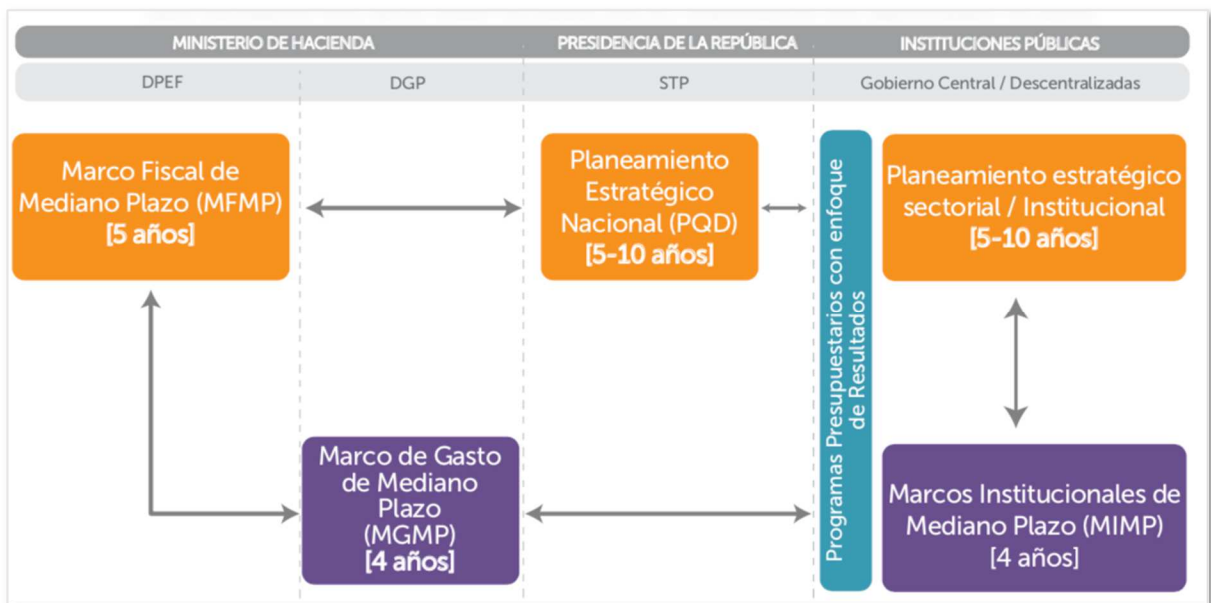 MINISTERIO DE HACIENDA
PRESIDENCIA DE LA REPÚBLICA
INSTITUCIONES PÚBLICAS
DPEF
DGP
STP
Gobierno Central / Descentralizadas
Marco Fiscal de
Mediano Plazo (MFMP)
[5 años]
Planeamiento
Estratégico
Nacional (PQD)
[5-10 años]
Programas Presupuestarios con enfoque
de Resultados
Planeamiento estratégico
sectorial / Institucional
[5-10 años]
Marco de Gasto
de Mediano
Plazo
(MGMP)
[4 años]
Marcos Institucionales de
Mediano Plazo (MIMP)
[4 años]